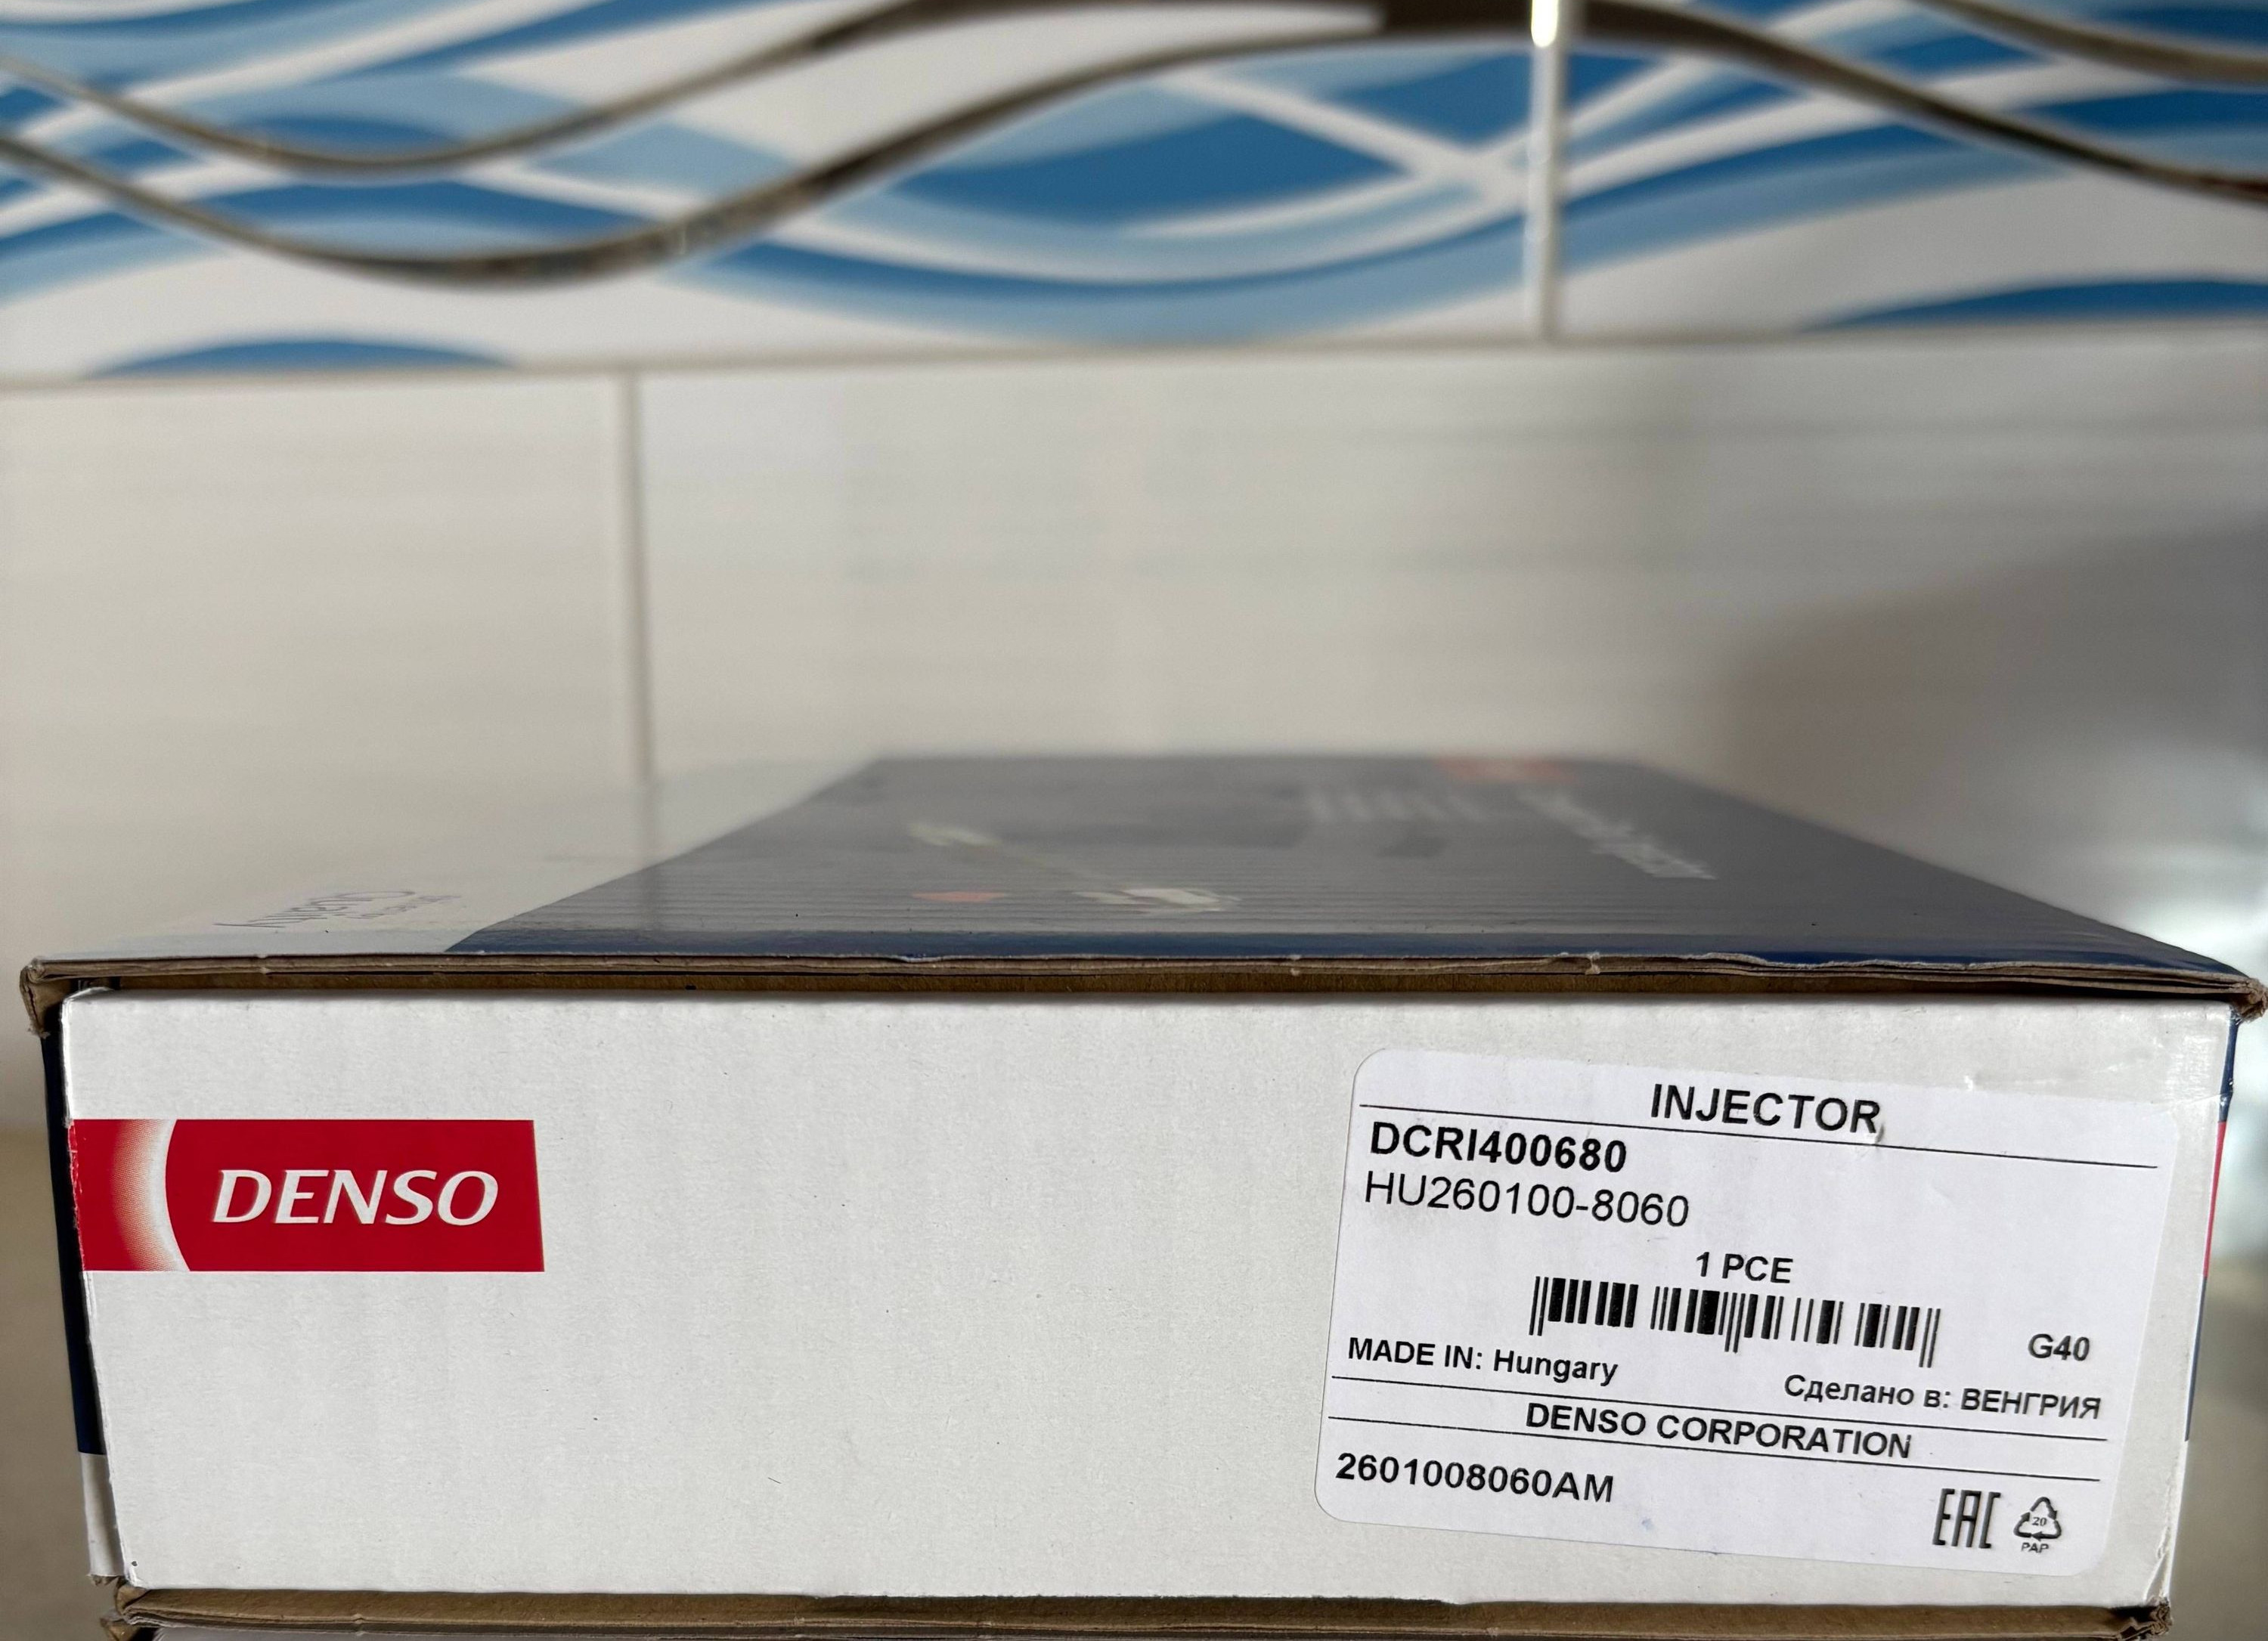 Quality
DENSO
INJECTOR
DCRI400680
HU260100-8060
1 PCE
G40
MADE IN: Hungary
Сделано в: ВЕНГРИЯ
DENSO CORPORATION
2601008060AM
EAC
20
PAP